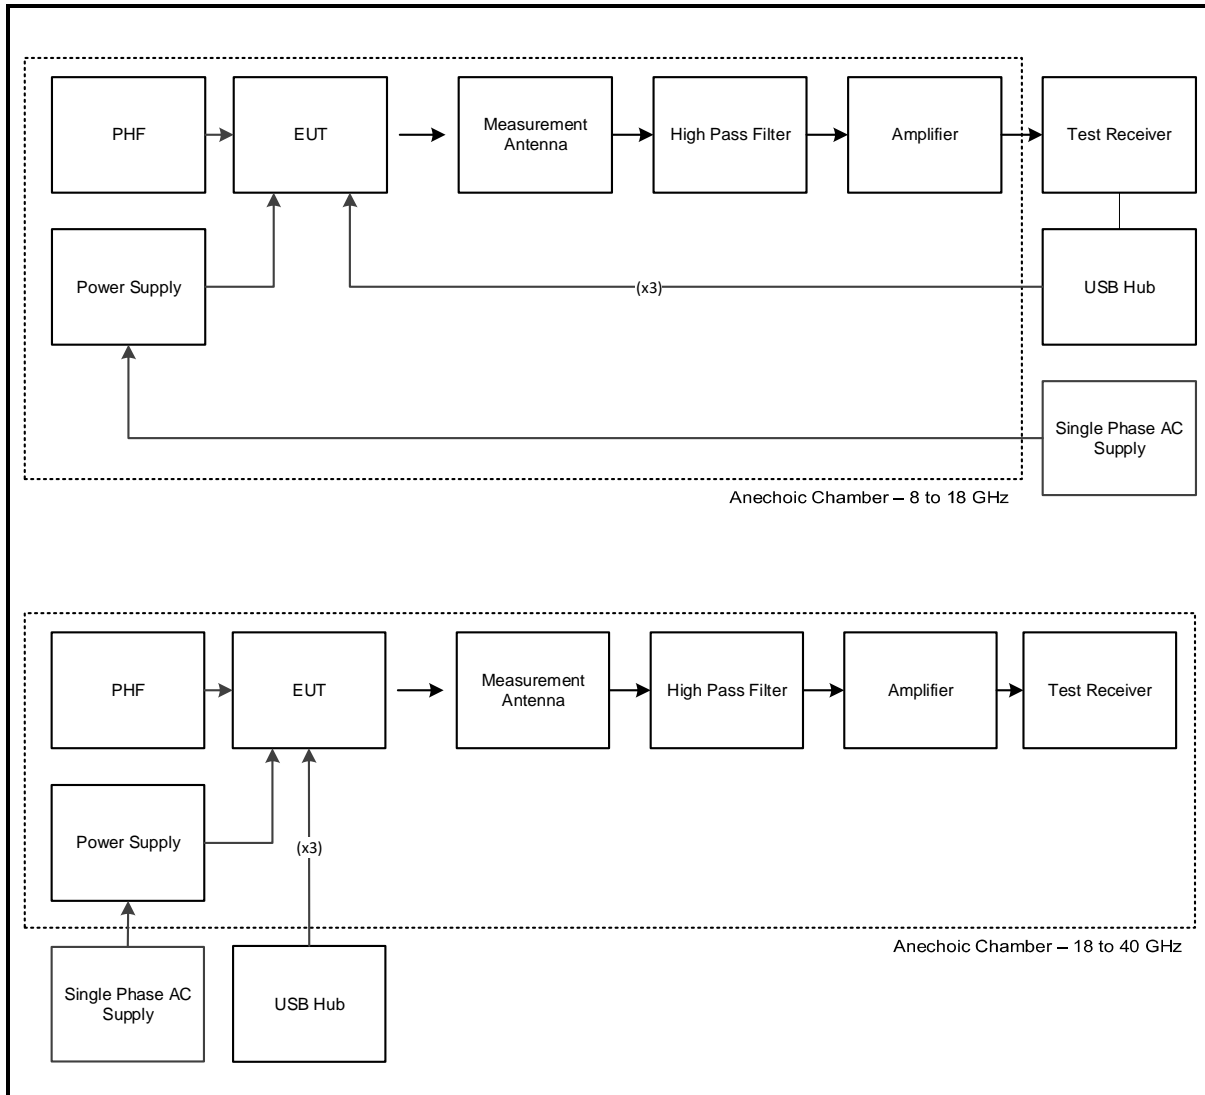 PHF
EUT
Measurement
Antenna
High Pass Filter
Amplifier
Test Receiver
Power Supply
(x3)
USB Hub
Single Phase AC
Supply
Anechoic Chamber – 8 to 18 GHz
PHF
EUT
Measurement
Antenna
High Pass Filter
Amplifier
Test Receiver
Power Supply
(x3)
Anechoic Chamber – 18 to 40 GHz
Single Phase AC
Supply
USB Hub